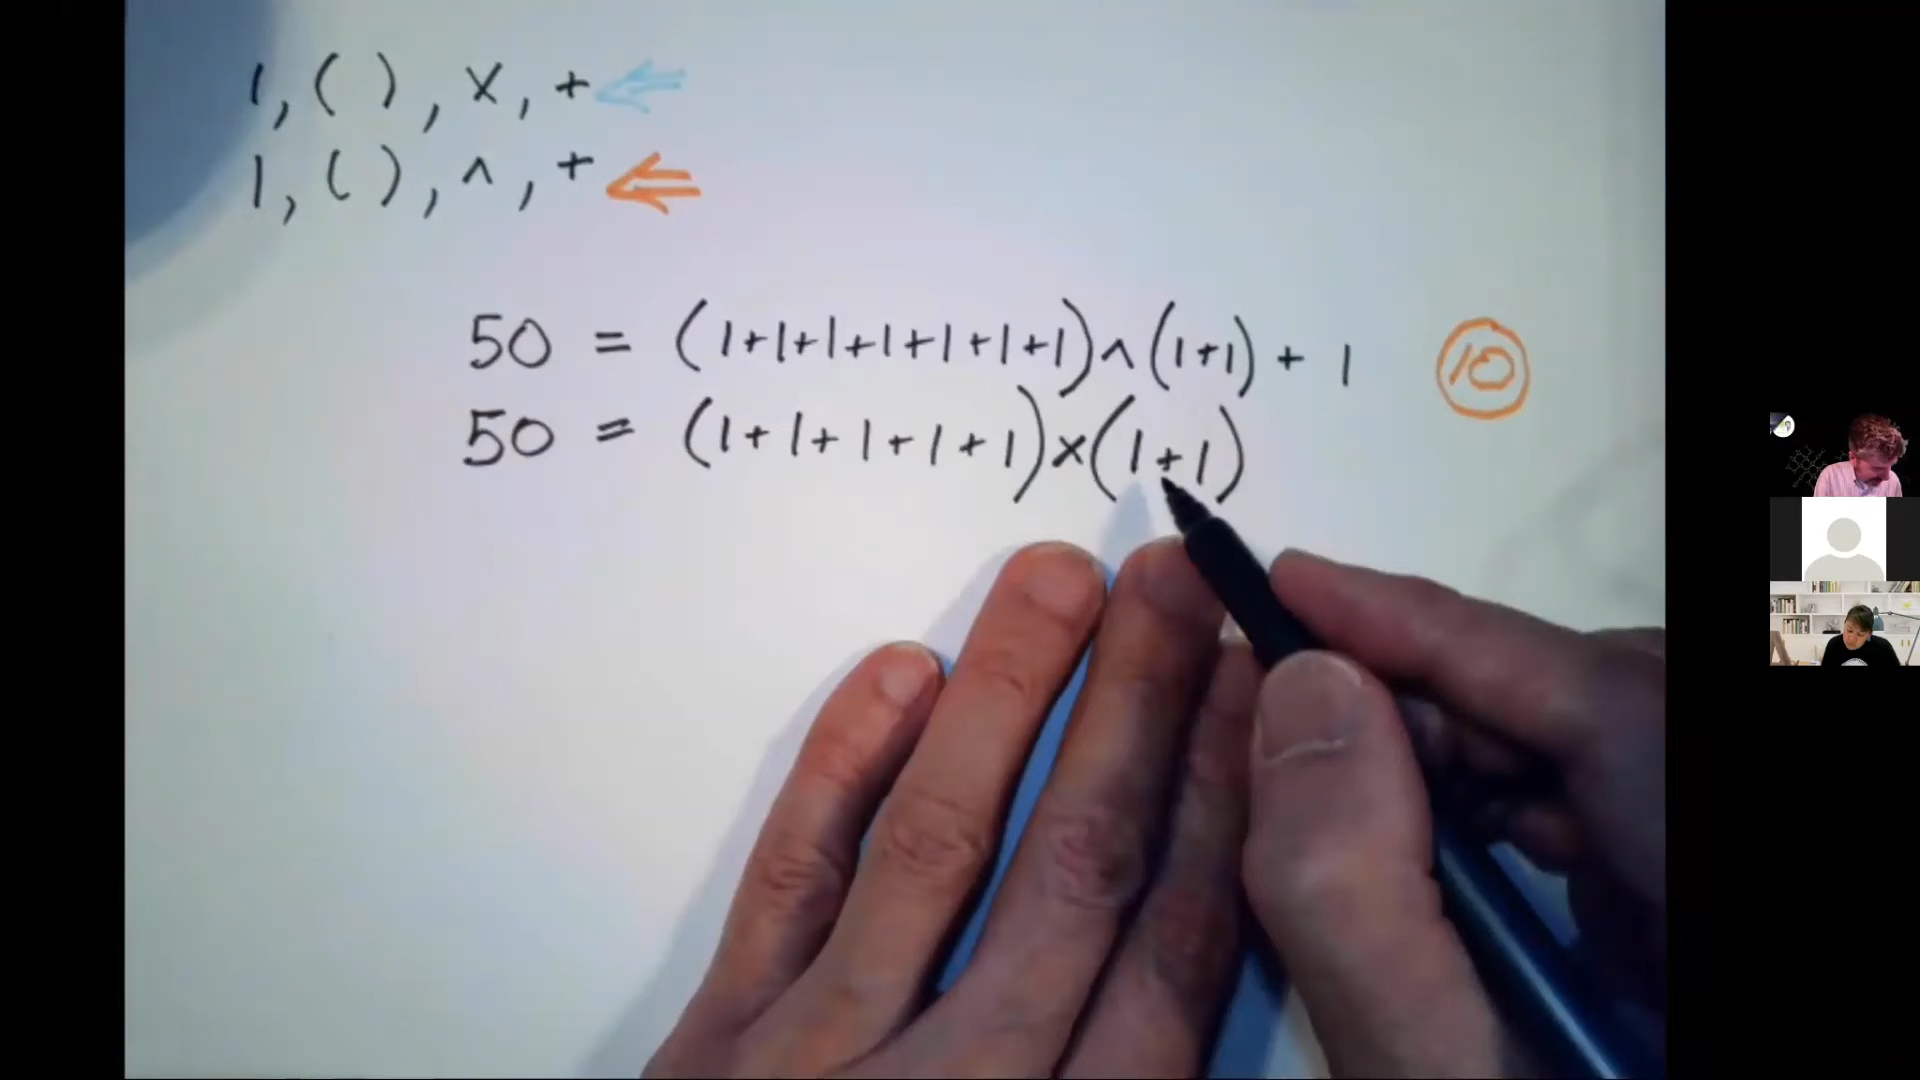 1, ( ), x, +
1, ( ), ^, +
50 = (1+1+1+1+1+1+1)^(1+1) + 1 10
50 = (1+1+1+1+1)x(1+1)